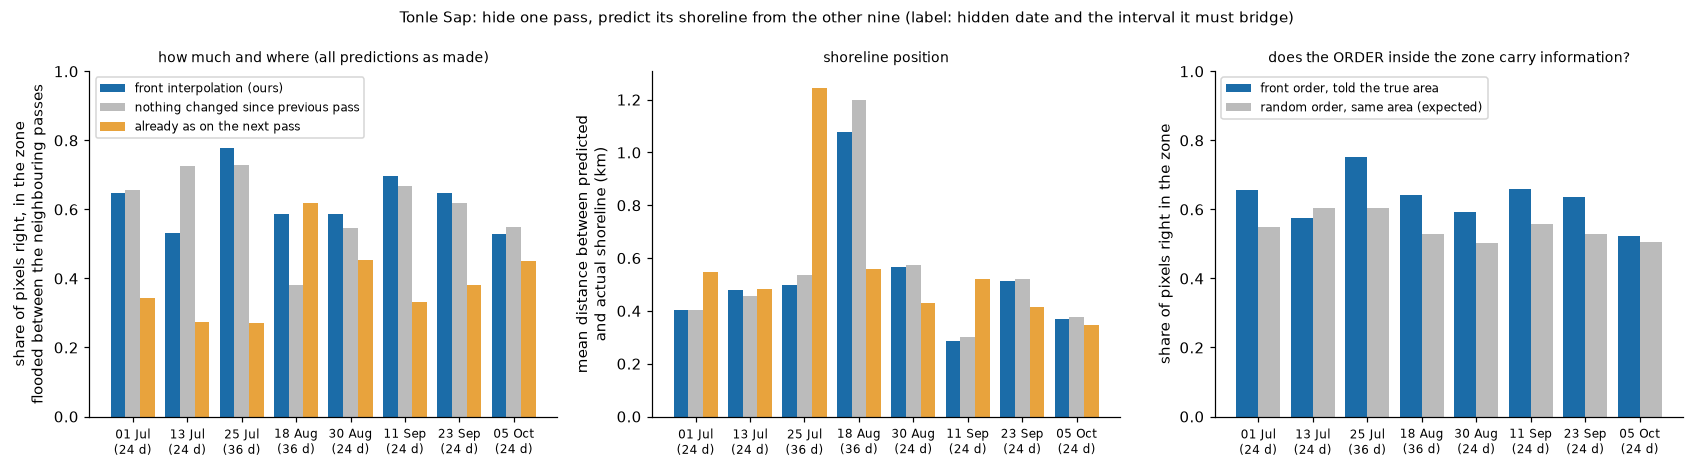 Tonle Sap: hide one pass, predict its shoreline from the other nine (label: hidden date and the interval it must bridge)
how much and where (all predictions as made)
share of pixels right, in the zone
flooded between the neighbouring passes
1.0
0.8
0.6
0.4
0.2
0.0
front interpolation (ours)
nothing changed since previous pass
already as on the next pass
01 Jul 13 Jul 25 Jul 18 Aug 30 Aug 11 Sep 23 Sep 05 Oct
(24 d) (24 d) (36 d) (36 d) (24 d) (24 d) (24 d) (24 d)
shoreline position
mean distance between predicted
and actual shoreline (km)
1.2
1.0
0.8
0.6
0.4
0.2
0.0
01 Jul 13 Jul 25 Jul 18 Aug 30 Aug 11 Sep 23 Sep 05 Oct
(24 d) (24 d) (36 d) (36 d) (24 d) (24 d) (24 d) (24 d)
does the ORDER inside the zone carry information?
share of pixels right in the zone
1.0
0.8
0.6
0.4
0.2
0.0
front order, told the true area
random order, same area (expected)
01 Jul 13 Jul 25 Jul 18 Aug 30 Aug 11 Sep 23 Sep 05 Oct
(24 d) (24 d) (36 d) (36 d) (24 d) (24 d) (24 d) (24 d)